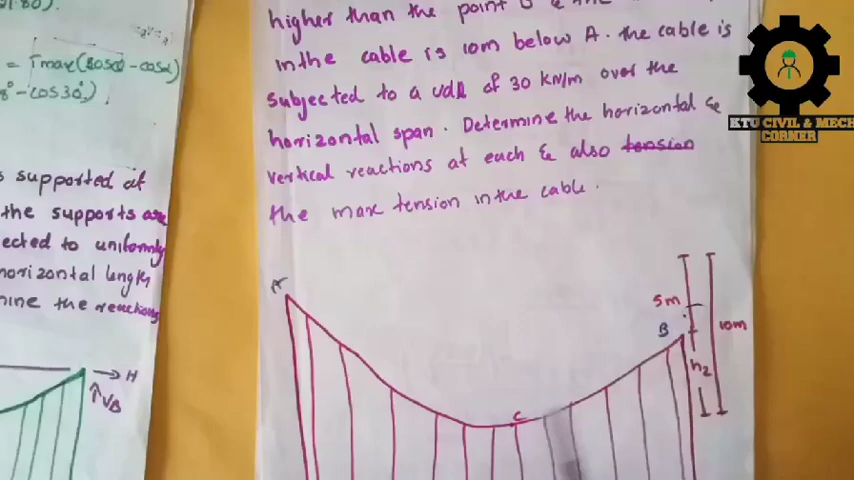 = Tmax(
8° - cos30°)
s supported at
the supports are
ected to uniformly
horizontal length
mine the reactions
H
VB
higher than the point B & the
in the cable is 10m below A. the cable is
subjected to a udl of 30 kN/m over the
horizontal span. Determine the horizontal &
vertical reactions at each & also tension
the max tension in the cable.
A
5m
B
10m
h2
C
KTU CIVIL & MECH
CORNER